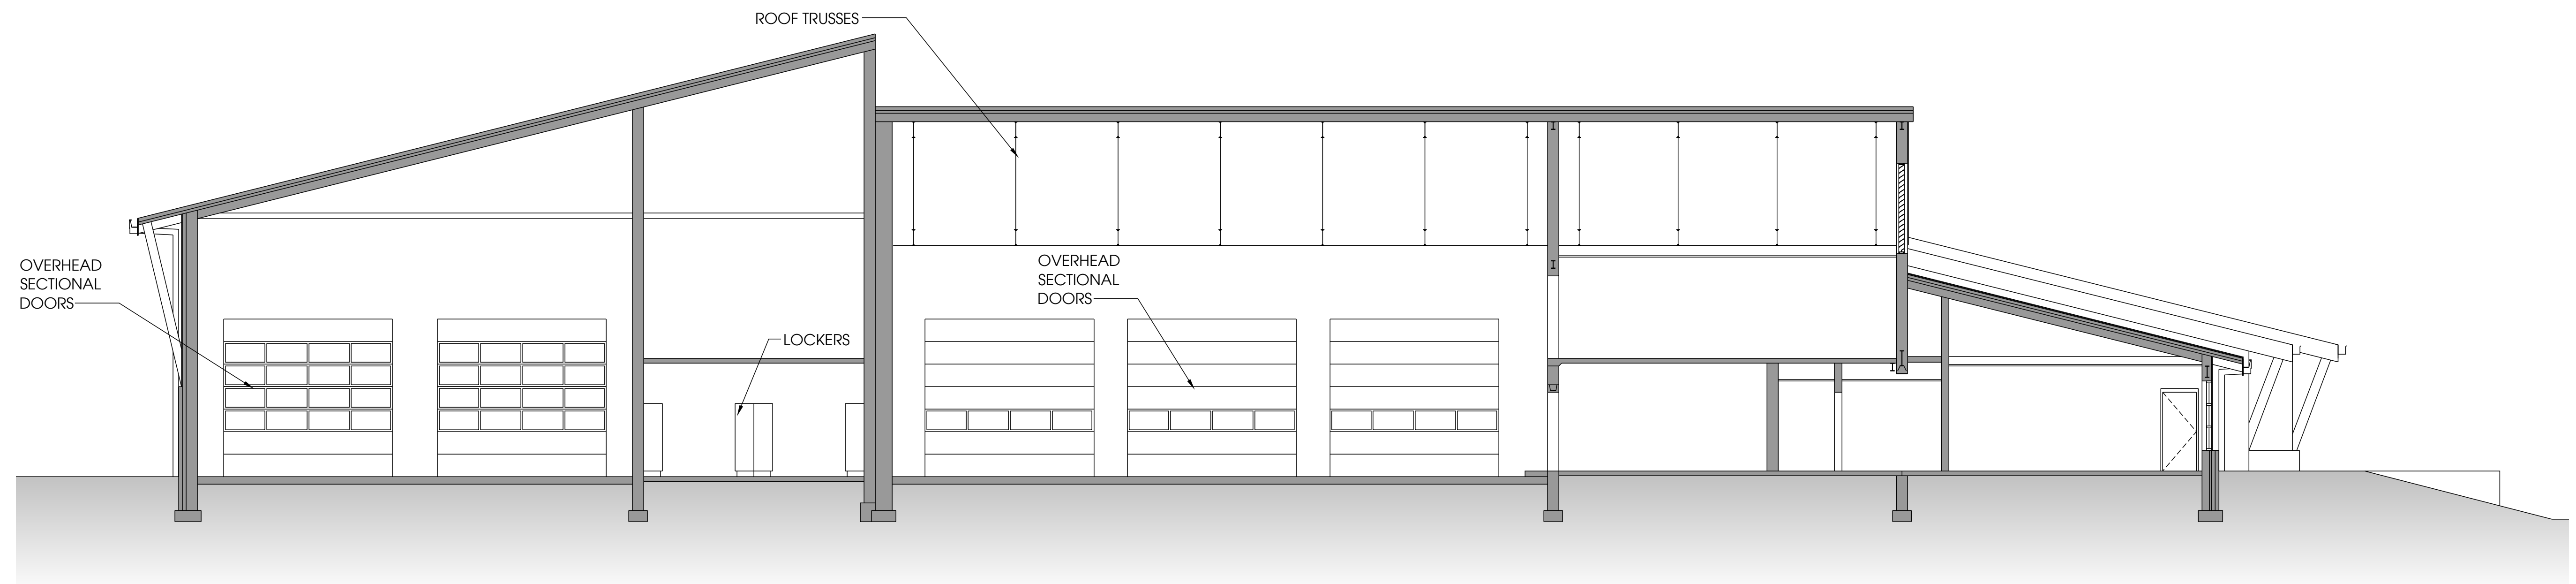 ROOF TRUSSES
OVERHEAD
SECTIONAL
DOORS
OVERHEAD
SECTIONAL
DOORS
LOCKERS